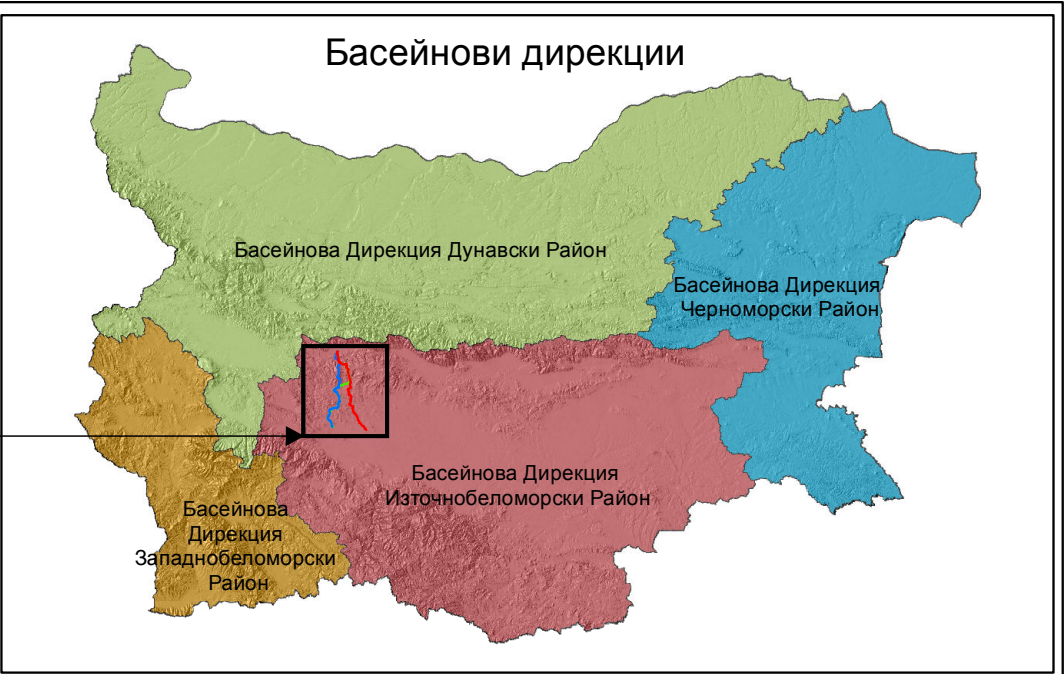 Басейнови дирекции
Басейнова Дирекция Дунавски Район
Басейнова Дирекция
Черноморски Район
Басейнова Дирекция
Източнобеломорски Район
Басейнова
Дирекция
Западнобеломорски
Район